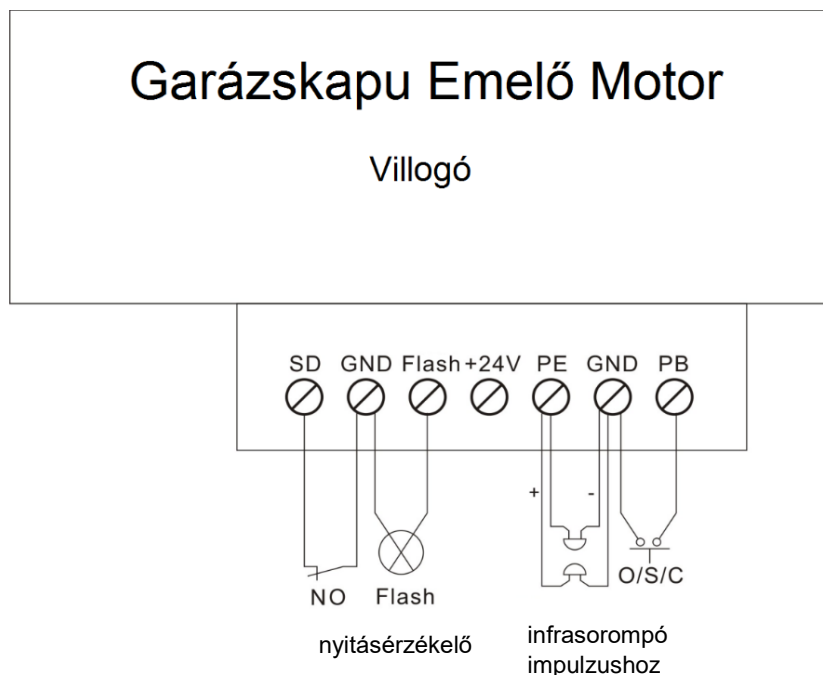 Garázskapu Emelő Motor
Villogó
SD GND Flash +24V PE GND PB
+ -
NO Flash O/S/C
nyitásérzékelő
infrasorompó
impulzushoz